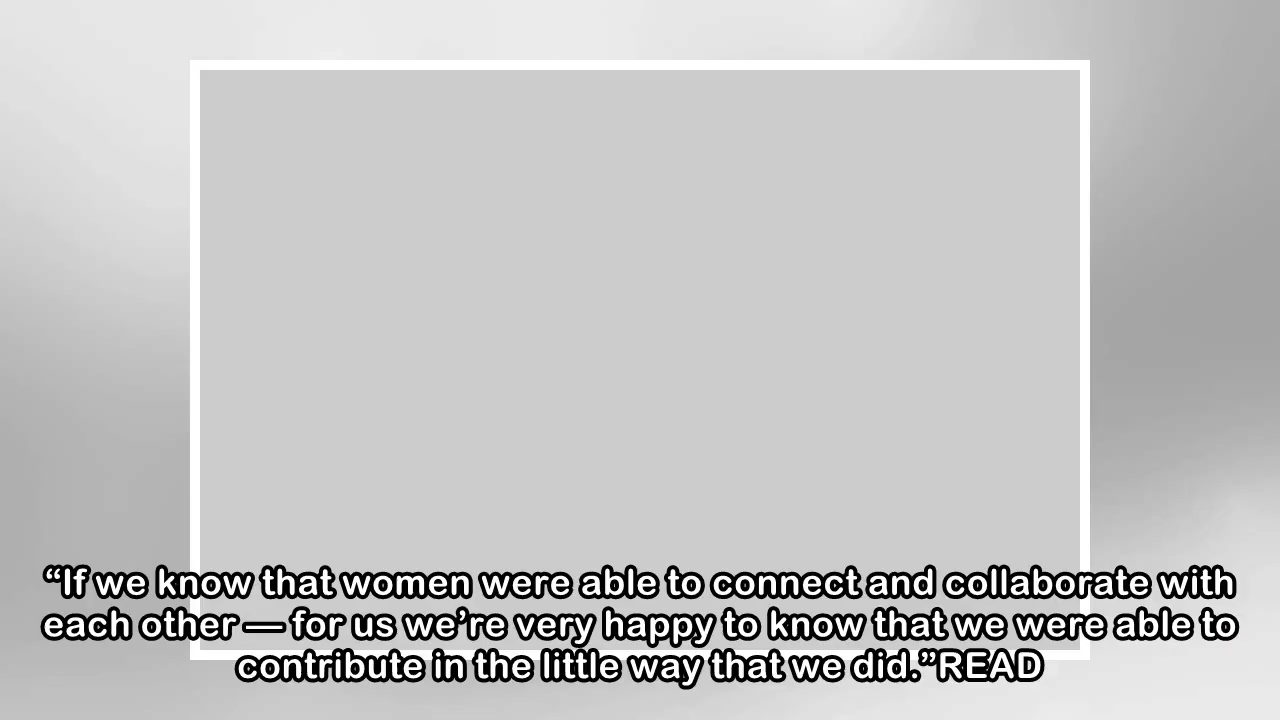 “If we know that women were able to connect and collaborate with
each other — for us we’re very happy to know that we were able to
contribute in the little way that we did.”READ